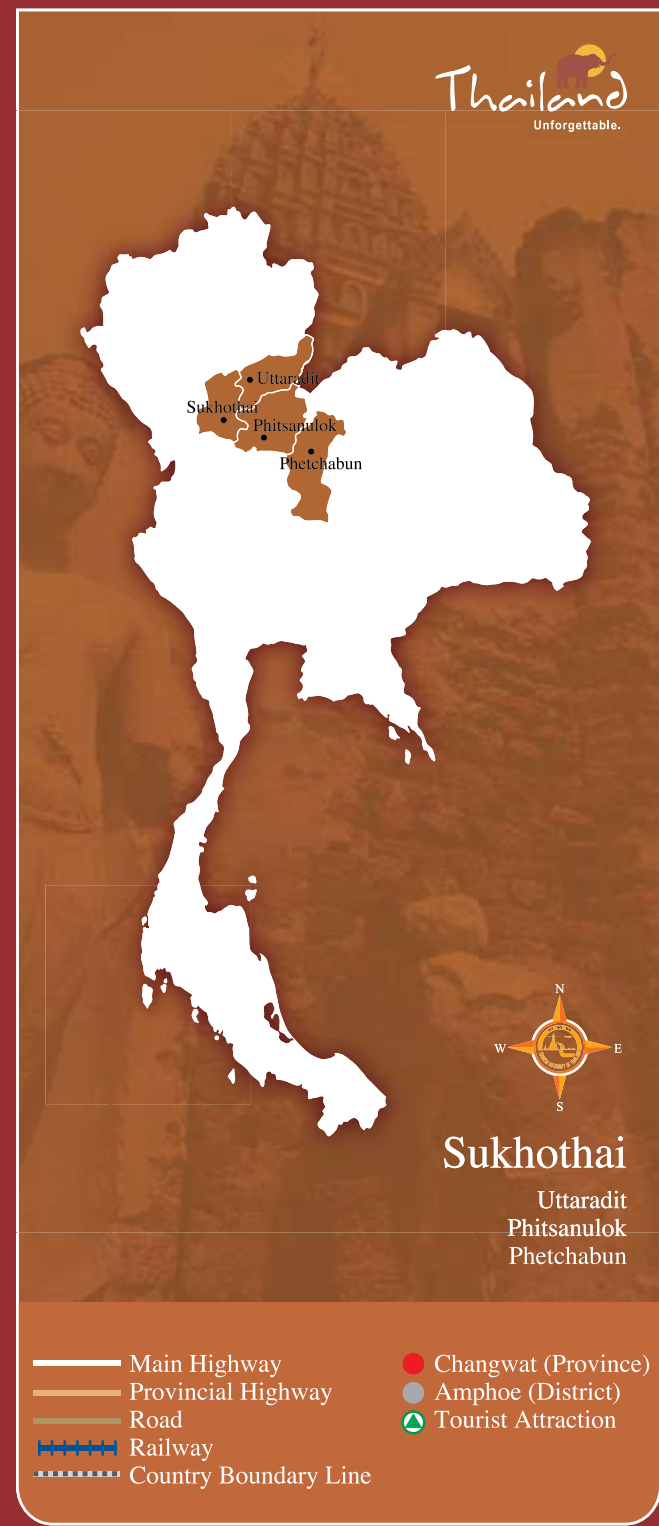 Thailand
Unforgettable.
Uttaradit
Sukhothai
Phitsanulok
Phetchabun
N
W E
S
Sukhothai
Uttaradit
Phitsanulok
Phetchabun
Main Highway
Provincial Highway
Road
Railway
Country Boundary Line
Changwat (Province)
Amphoe (District)
Tourist Attraction